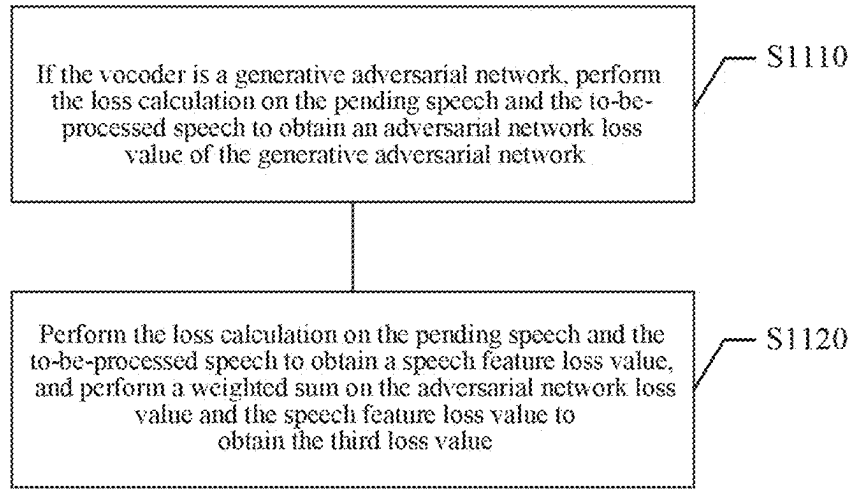 If the vocoder is a generative adversarial network, perform
the loss calculation on the pending speech and the to-be-
processed speech to obtain an adversarial network loss
value of the generative adversarial network
S1110
Perform the loss calculation on the pending speech and the
to-be-processed speech to obtain a speech feature loss value,
and perform a weighted sum on the adversarial network loss
value and the speech feature loss value to
obtain the third loss value
S1120